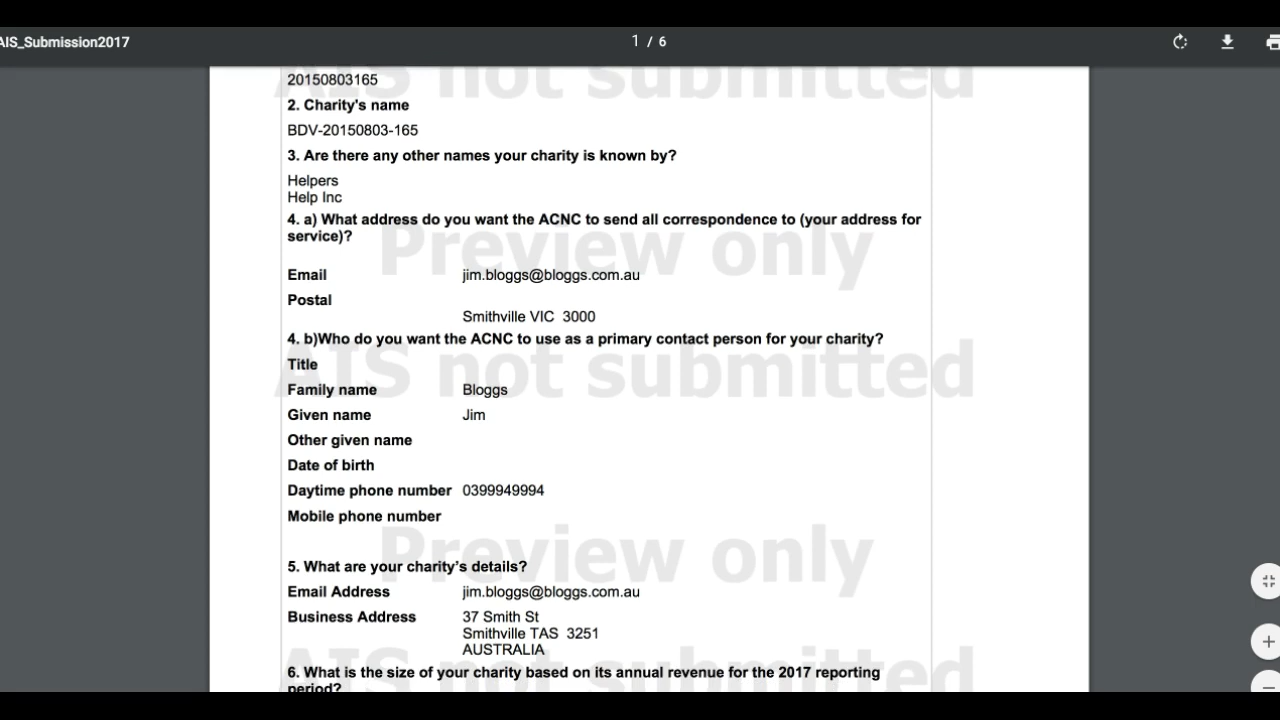 AIS_Submission2017
1 / 6
AIS not submitted
20150803165
2. Charity's name
BDV-20150803-165
3. Are there any other names your charity is known by?
Helpers
Help Inc
4. a) What address do you want the ACNC to send all correspondence to (your address for
service)?
Preview only
Email jim.bloggs@bloggs.com.au
Postal
Smithville VIC 3000
4. b)Who do you want the ACNC to use as a primary contact person for your charity?
Title
AIS not submitted
Family name Bloggs
Given name Jim
Other given name
Date of birth
Daytime phone number 0399949994
Mobile phone number
Preview only
5. What are your charity’s details?
Email Address jim.bloggs@bloggs.com.au
Business Address 37 Smith St
Smithville TAS 3251
AUSTRALIA
AIS not submitted
6. What is the size of your charity based on its annual revenue for the 2017 reporting
period?